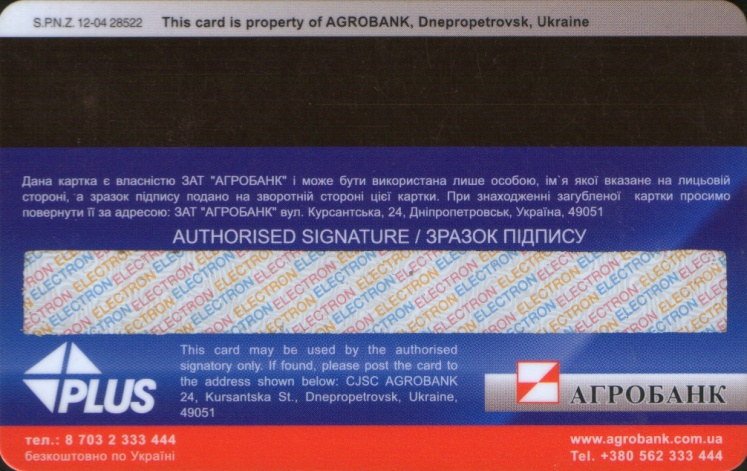 S.P.N.Z. 12-04 28522 This card is property of AGROBANK, Dnepropetrovsk, Ukraine
Дана картка є власністю ЗАТ "АГРОБАНК" і може бути використана лише особою, ім`я якої вказане на лицьовій
стороні, а зразок підпису подано на зворотній стороні цієї картки. При знаходженні загубленої картки просимо
повернути її за адресою: ЗАТ "АГРОБАНК" вул. Курсантська, 24, Дніпропетровськ, Україна, 49051
AUTHORISED SIGNATURE / ЗРАЗОК ПІДПИСУ
ELECTRON ELECTRON ELECTRON ELECTRON ELECTRON ELECTRON
PLUS
This card may be used by the authorised
signatory only. If found, please post the card to
the address shown below: CJSC AGROBANK
24, Kursantska St., Dnepropetrovsk, Ukraine,
49051
АГРОБАНК
тел.: 8 703 2 333 444
безкоштовно по Україні
www.agrobank.com.ua
Tel. +380 562 333 444